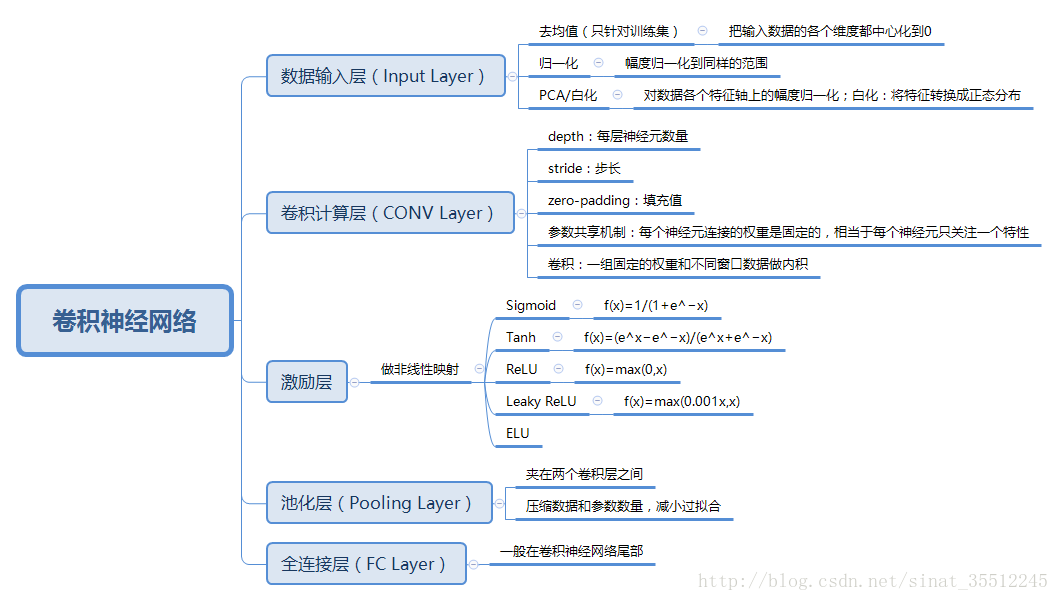 卷积神经网络
数据输入层（Input Layer）
去均值（只针对训练集）
把输入数据的各个维度都中心化到0
归一化
幅度归一化到同样的范围
PCA/白化
对数据各个特征轴上的幅度归一化；白化：将特征转换成正态分布
卷积计算层（CONV Layer）
depth：每层神经元数量
stride：步长
zero-padding：填充值
参数共享机制：每个神经元连接的权重是固定的，相当于每个神经元只关注一个特性
卷积：一组固定的权重和不同窗口数据做内积
激励层
做非线性映射
Sigmoid
f(x)=1/(1+e^-x)
Tanh
f(x)=(e^x-e^-x)/(e^x+e^-x)
ReLU
f(x)=max(0,x)
Leaky ReLU
f(x)=max(0.001x,x)
ELU
池化层（Pooling Layer）
夹在两个卷积层之间
压缩数据和参数数量，减小过拟合
全连接层（FC Layer）
一般在卷积神经网络尾部
http://blog.csdn.net/sinat_35512245